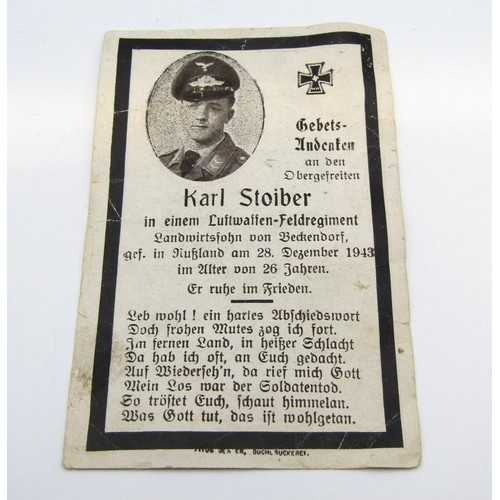 Gebets-
Andenken
an den
Obergefreiten
Karl Stoiber
in einem Luftwaffen-Feldregiment
Landwirtssohn von Beckendorf,
gef. in Rußland am 28. Dezember 1943
im Alter von 26 Jahren.
Er ruhe im Frieden.
Leb wohl! ein hartes Abschiedswort
Doch frohen Mutes zog ich fort.
Im fernen Land, in heißer Schlacht
Da hab ich oft, an Euch gedacht.
Auf Wiederseh'n, da rief mich Gott
Mein Los war der Soldatentod.
So tröstet Euch, schaut himmelan.
Was Gott tut, das ist wohlgetan.
BUCHDRUCKEREI.